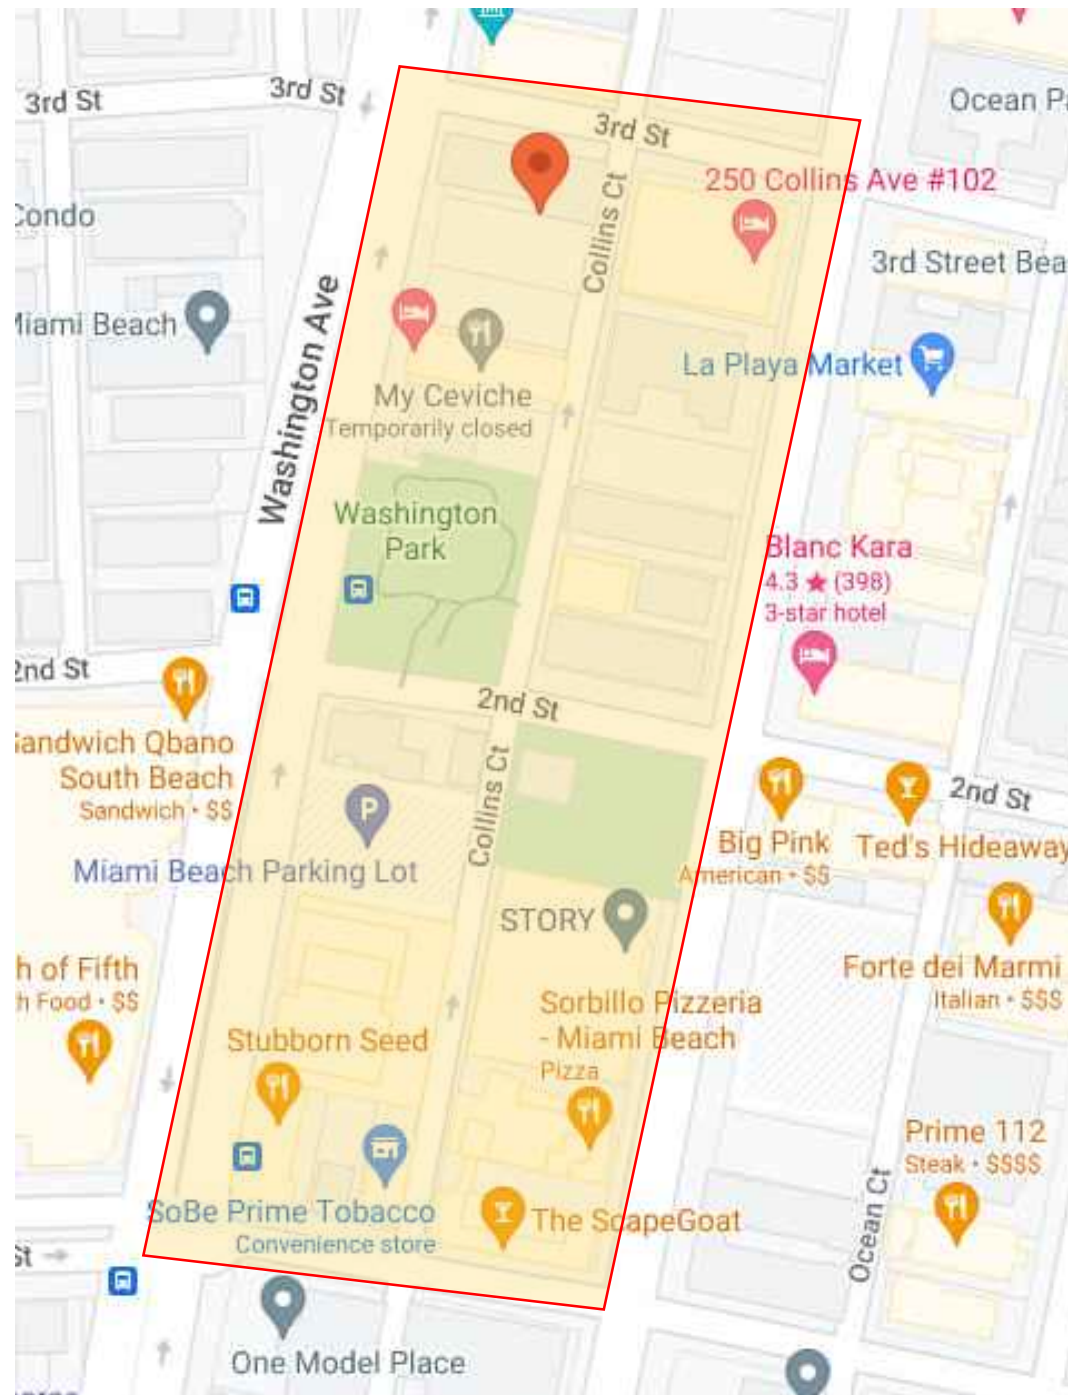 3rd St
3rd St
3rd St
Ocean
250 Collins Ave #102
Collins Ct
Condo
3rd Street
Miami Beach
Washington Ave
La Playa Market
My Ceviche
Temporarily closed
Washington
Park
Blanc Kara
4.3 ★ (398)
3-star hotel
2nd St
2nd St
Sandwich Qbano
South Beach
Sandwich • $$
Collins Ct
2nd St
P
Miami Beach Parking Lot
Big Pink
American • $$
Ted's Hideaway
STORY
h of Fifth
h Food • $$
Forte dei Marmi
Italian • $$$
Sorbillo Pizzeria
- Miami Beach
Pizza
Stubborn Seed
Prime 112
Steak • $$$$
SoBe Prime Tobacco
Convenience store
The ScapeGoat
Ocean Ct
St
One Model Place